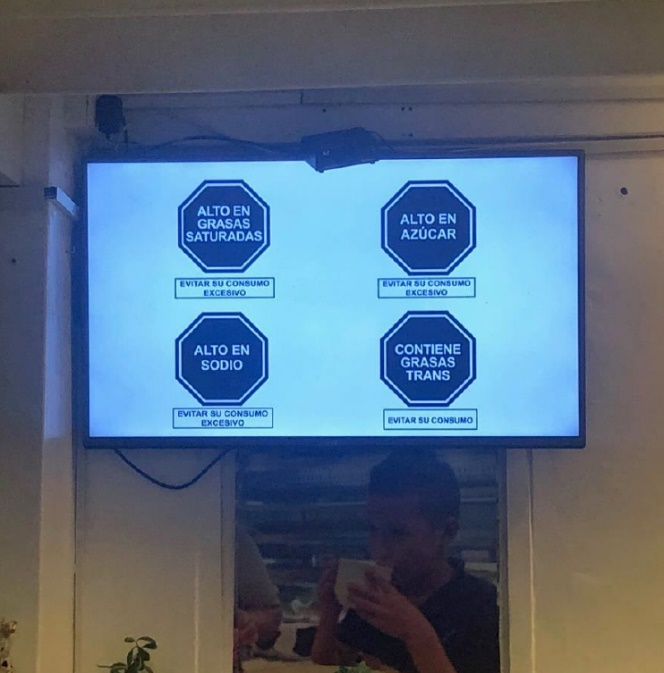 ALTO EN
GRASAS
SATURADAS
EVITAR SU CONSUMO
EXCESIVO
ALTO EN
AZÚCAR
EVITAR SU CONSUMO
EXCESIVO
ALTO EN
SODIO
EVITAR SU CONSUMO
EXCESIVO
CONTIENE
GRASAS
TRANS
EVITAR SU CONSUMO